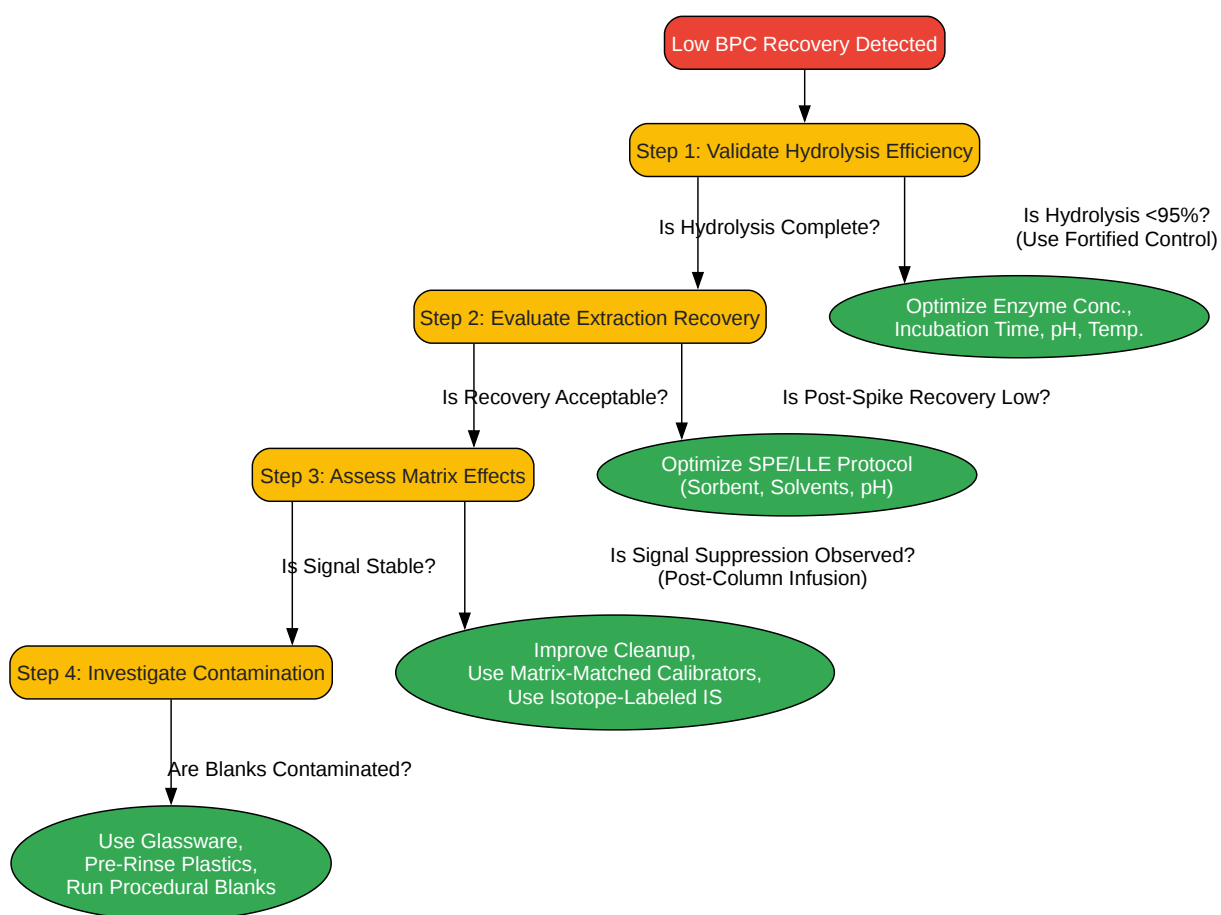 Low BPC Recovery Detected
Step 1: Validate Hydrolysis Efficiency
Is Hydrolysis Complete?
Is Hydrolysis <95%?
(Use Fortified Control)
Optimize Enzyme Conc.,
Incubation Time, pH, Temp.
Step 2: Evaluate Extraction Recovery
Is Recovery Acceptable?
Is Post-Spike Recovery Low?
Optimize SPE/LLE Protocol
(Sorbent, Solvents, pH)
Step 3: Assess Matrix Effects
Is Signal Stable?
Is Signal Suppression Observed?
(Post-Column Infusion)
Improve Cleanup,
Use Matrix-Matched Calibrators,
Use Isotope-Labeled IS
Step 4: Investigate Contamination
Are Blanks Contaminated?
Use Glassware,
Pre-Rinse Plastics,
Run Procedural Blanks